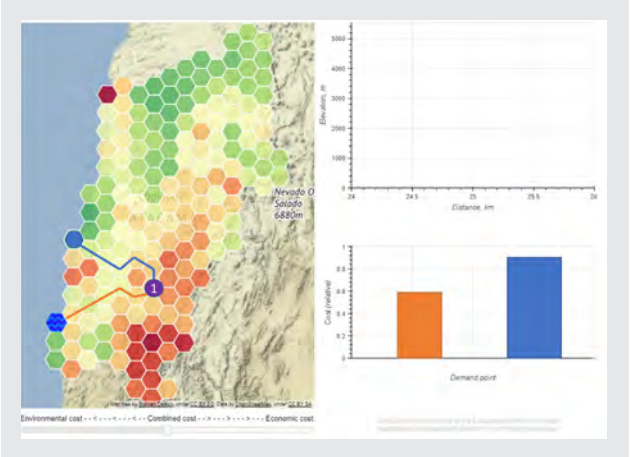 Nevado O
Salado
6880m
1
Environmental cost - - < - - - < - - - < - - Combined cost - - > - - - > - - - > - - Economic cost
Elevation, m
5000
4000
3000
2000
1000
0
24
24.5
25
25.5
26
Distance, km
Cost (relative)
1
0.8
0.6
0.4
0.2
0
Demand point